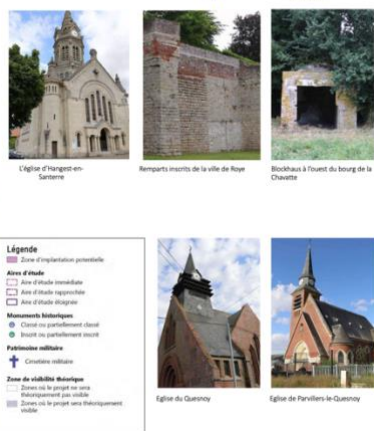 L'église d'Hangest-en-
Santerre
Remparts inscrits de la ville de Roye
Blockhaus à l'ouest du bourg de la
Chavatte
Légende
Zone d'implantation potentielle
Aires d'étude
Aire d'étude immédiate
Aire d'étude rapprochée
Aire d'étude éloignée
Monuments historiques
Classé ou partiellement classé
Inscrit ou partiellement inscrit
Patrimoine militaire
Cimetière militaire
Zone de visibilité théorique
Zones où le projet ne sera
théoriquement pas visible
Zones où le projet sera théoriquement
visible
Eglise du Quesnoy
Eglise de Parvillers-le-Quesnoy